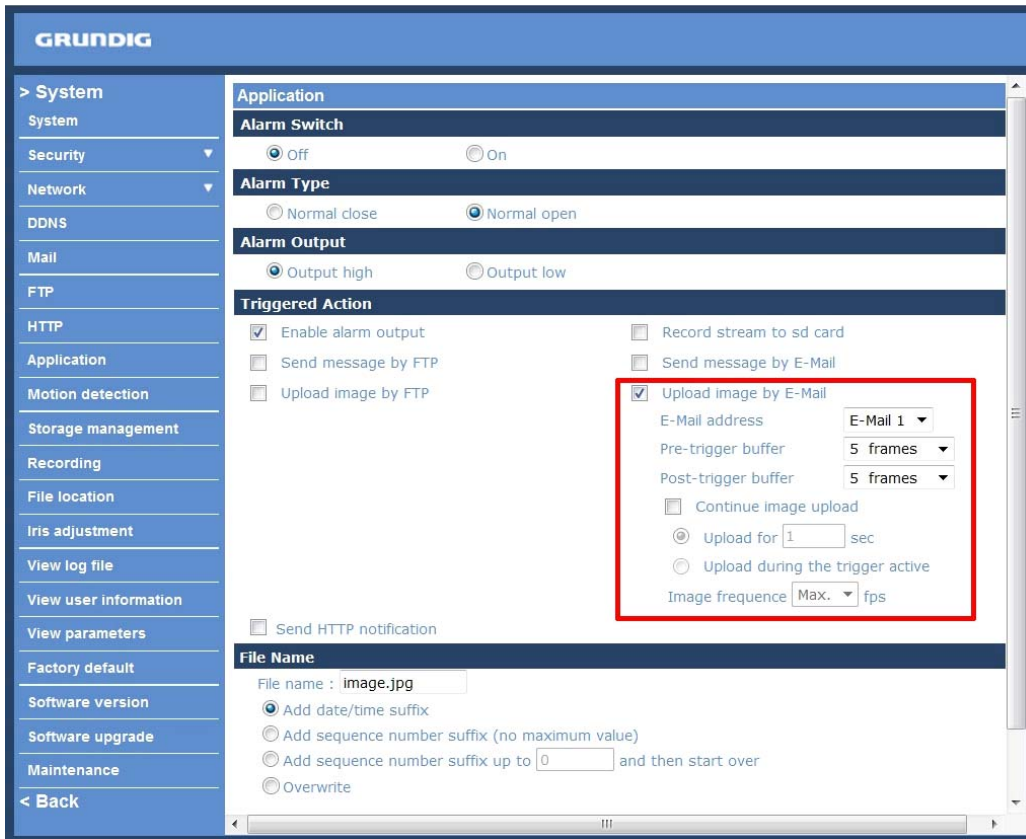 GRUNDIG
> System
System
Security
Network
DDNS
Mail
FTP
HTTP
Application
Motion detection
Storage management
Recording
File location
Iris adjustment
View log file
View user information
View parameters
Factory default
Software version
Software upgrade
Maintenance
< Back
Application
Alarm Switch
Off On
Alarm Type
Normal close Normal open
Alarm Output
Output high Output low
Triggered Action
Enable alarm output Record stream to sd card
Send message by FTP Send message by E-Mail
Upload image by FTP Upload image by E-Mail
E-Mail address E-Mail 1
Pre-trigger buffer 5 frames
Post-trigger buffer 5 frames
Continue image upload
Upload for 1 sec
Upload during the trigger active
Image frequence Max. fps
Send HTTP notification
File Name
File name : image.jpg
Add date/time suffix
Add sequence number suffix (no maximum value)
Add sequence number suffix up to 0 and then start over
Overwrite